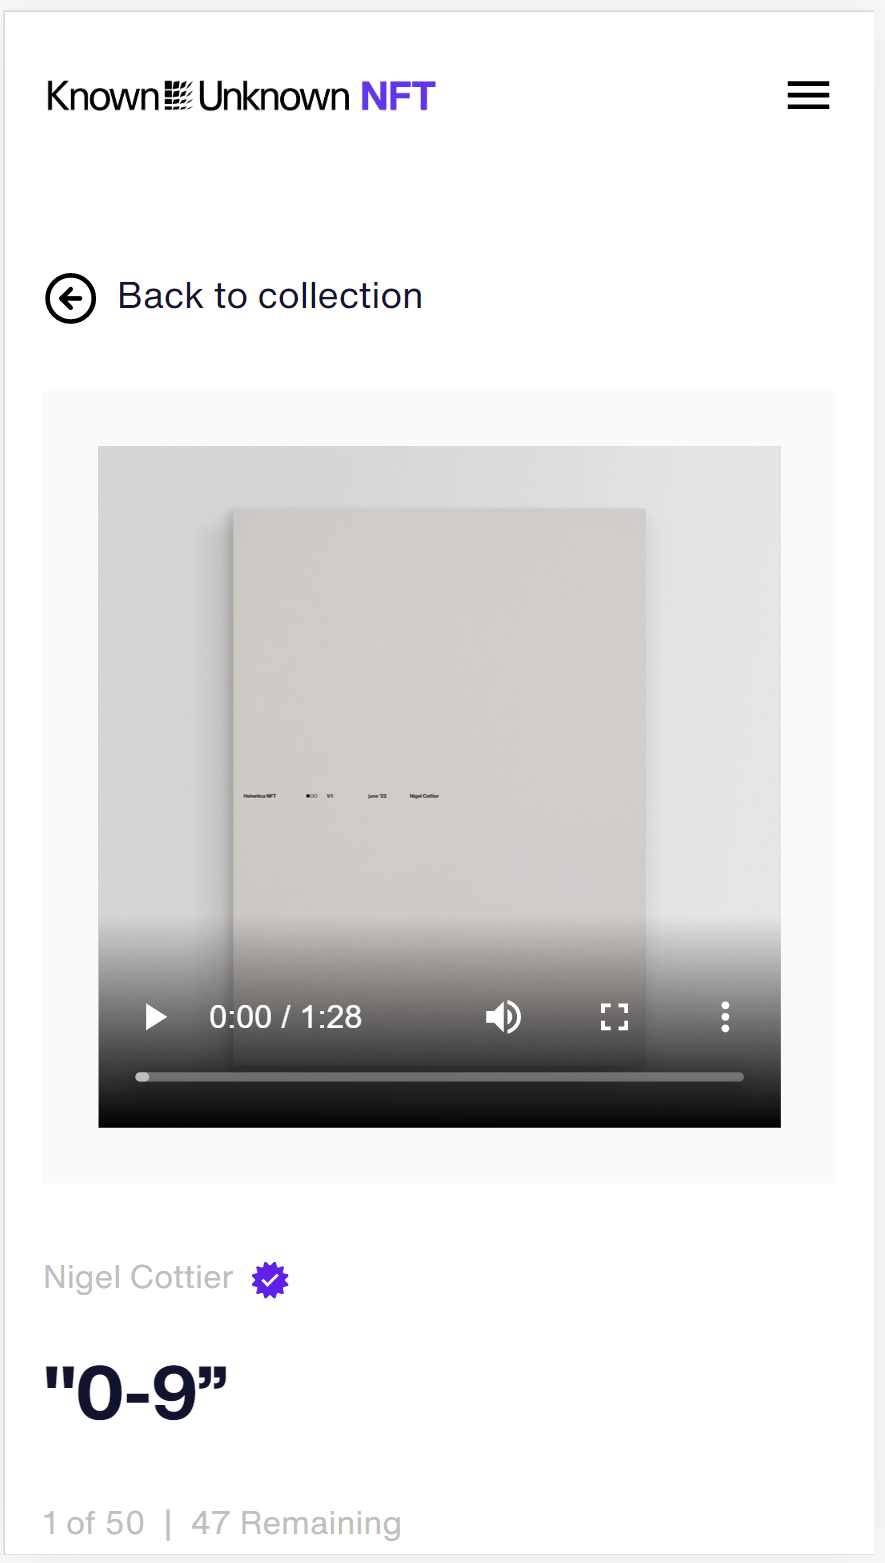 Known Unknown NFT
Back to collection
Helvetica NFT 1/1 june '22 Nigel Cottier
0:00 / 1:28
Nigel Cottier
"0-9”
1 of 50 | 47 Remaining